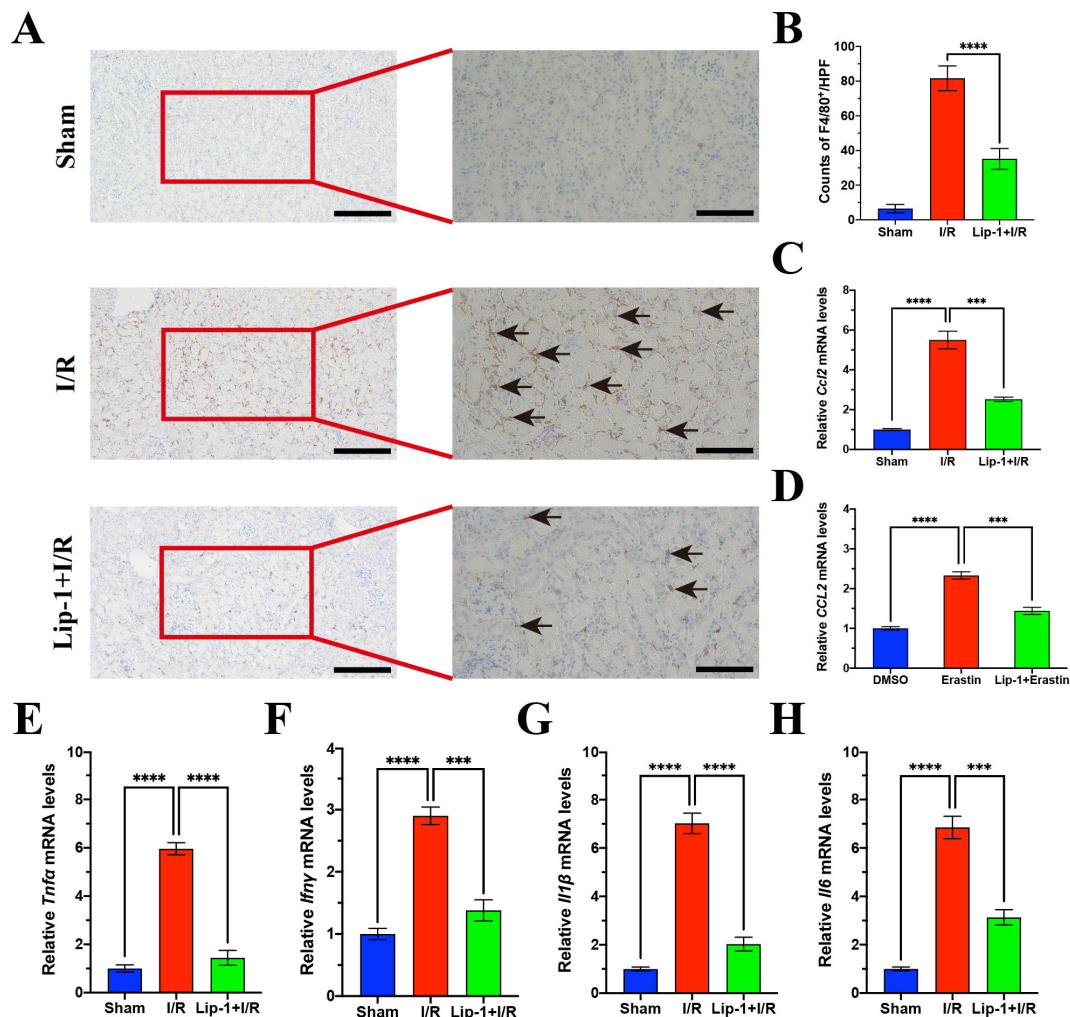 A
Sham
I/R
Lip-1+I/R
B
Counts of F4/80⁺/HPF
100
80
60
40
20
0
****
Sham I/R Lip-1+I/R
C
Relative Ccl2 mRNA levels
8
6
4
2
0
**** ***
Sham I/R Lip-1+I/R
D
Relative CCL2 mRNA levels
4
3
2
1
0
**** ***
DMSO Erastin Lip-1+Erastin
E
Relative Tnfα mRNA levels
10
8
6
4
2
0
**** ****
Sham I/R Lip-1+I/R
F
Relative Ifnγ mRNA levels
4
3
2
1
0
**** ***
Sham I/R Lip-1+I/R
G
Relative Il1β mRNA levels
10
8
6
4
2
0
**** ****
Sham I/R Lip-1+I/R
H
Relative Il6 mRNA levels
10
8
6
4
2
0
**** ***
Sham I/R Lip-1+I/R